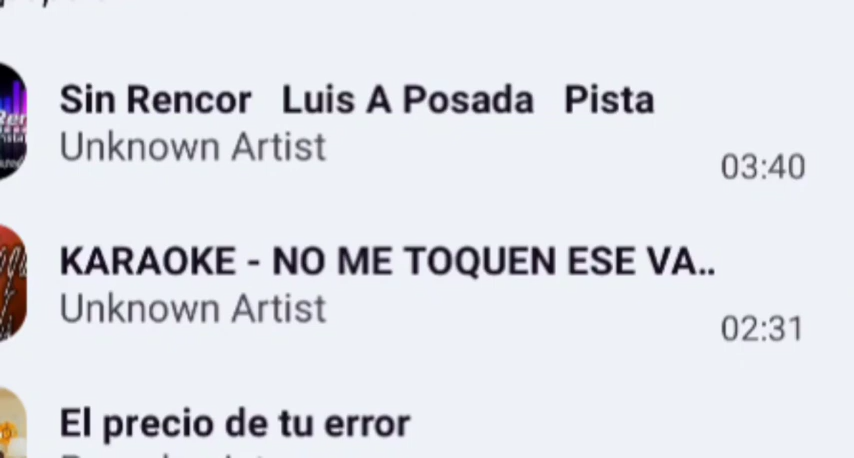 Sin Rencor Luis A Posada Pista
Unknown Artist
03:40
KARAOKE - NO ME TOQUEN ESE VA..
Unknown Artist
02:31
El precio de tu error